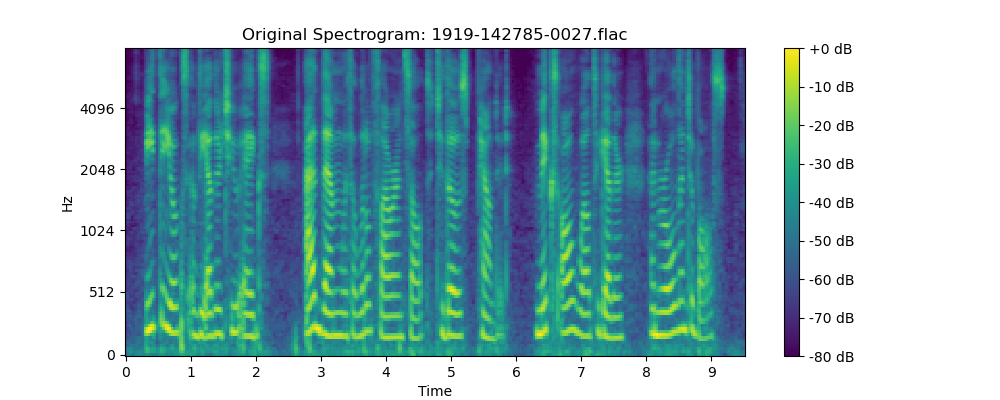 Original Spectrogram: 1919-142785-0027.flac
Hz
4096
2048
1024
512
0
0 1 2 3 4 5 6 7 8 9
Time
+0 dB
-10 dB
-20 dB
-30 dB
-40 dB
-50 dB
-60 dB
-70 dB
-80 dB